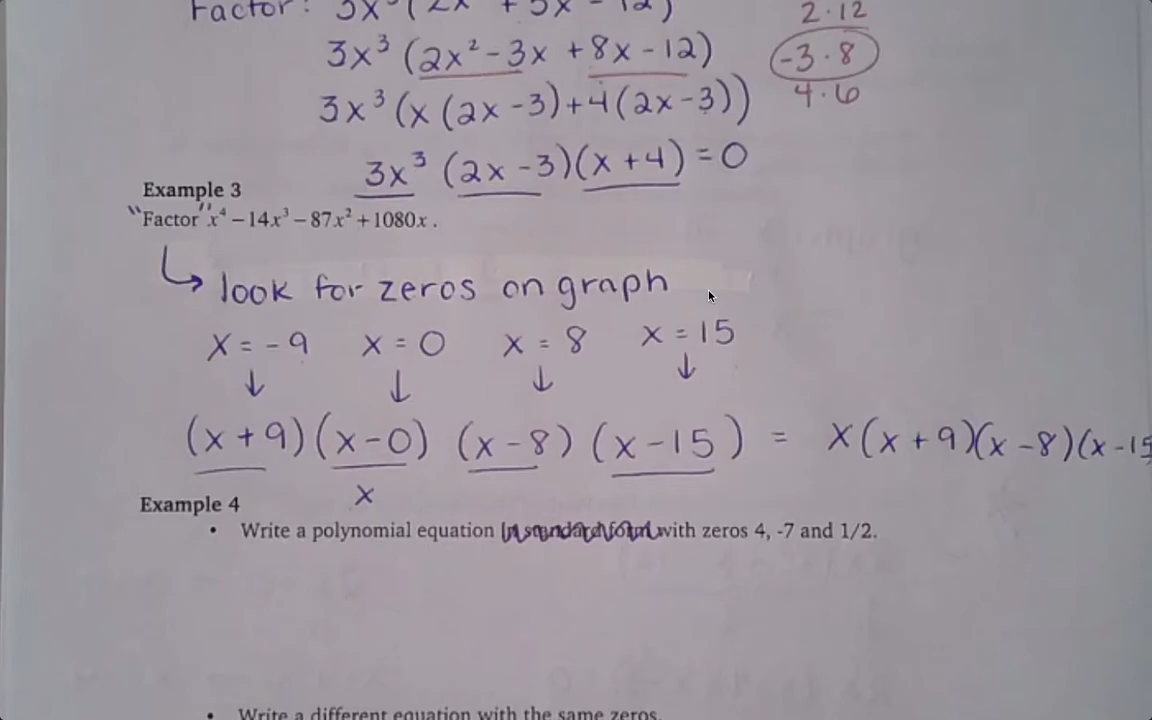 Factor: 3x³(2x² + 5x - 12)
2·12
3x³ (2x² - 3x + 8x - 12)
-3·8
3x³ (x (2x - 3) + 4(2x - 3))
4·6
3x³ (2x - 3)(x + 4) = 0
Example 3
"Factor" x⁴ − 14x³ − 87x² + 1080x.
look for zeros on graph
x = -9 x = 0 x = 8 x = 15
(x + 9)(x - 0) (x - 8) (x - 15) = x(x + 9)(x - 8)(x - 15
x
Example 4
• Write a polynomial equation in standard form with zeros 4, -7 and 1/2.
• Write a different equation with the same zeros.